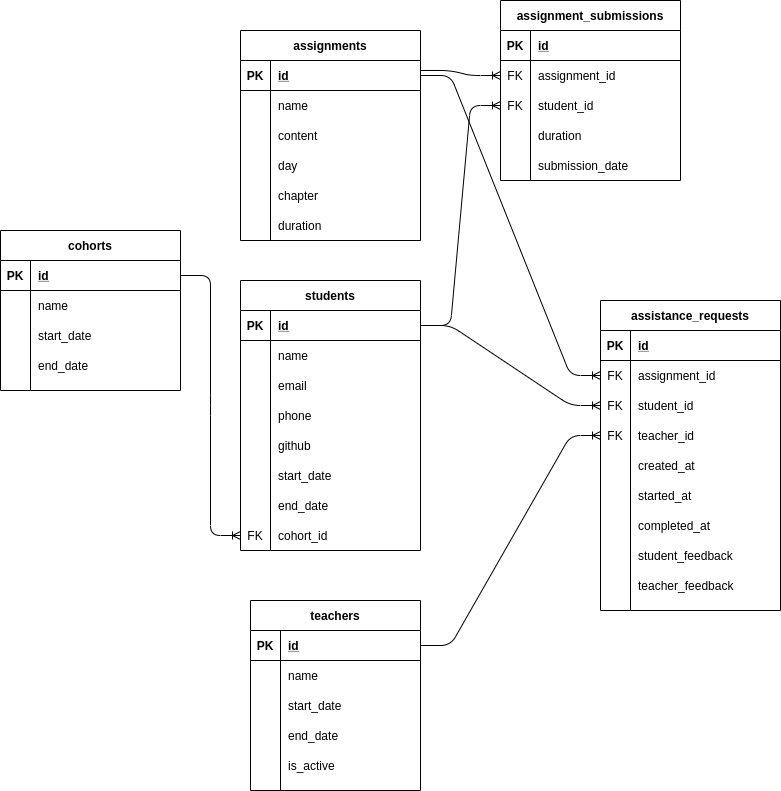 assignment_submissions
PK id
FK assignment_id
FK student_id
duration
submission_date
assignments
PK id
name
content
day
chapter
duration
cohorts
PK id
name
start_date
end_date
students
PK id
name
email
phone
github
start_date
end_date
FK cohort_id
assistance_requests
PK id
FK assignment_id
FK student_id
FK teacher_id
created_at
started_at
completed_at
student_feedback
teacher_feedback
teachers
PK id
name
start_date
end_date
is_active